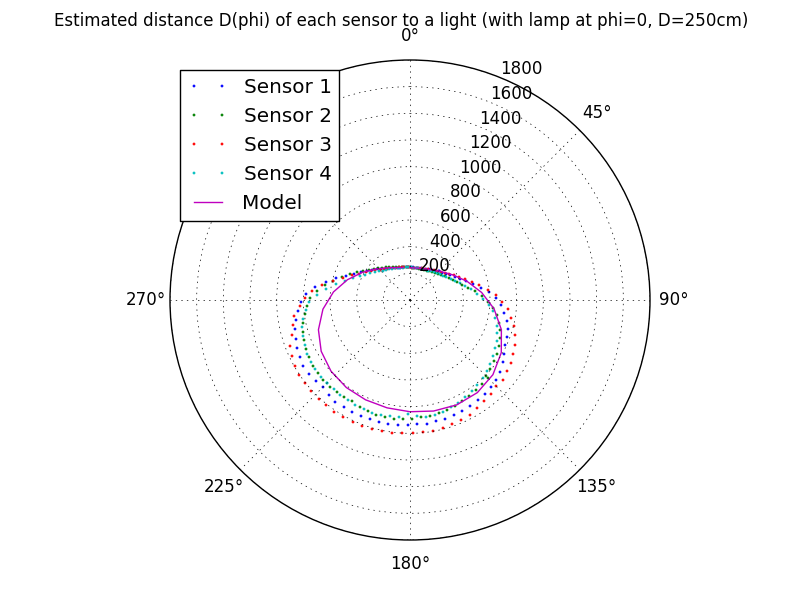 Estimated distance D(phi) of each sensor to a light (with lamp at phi=0, D=250cm)
0°
Sensor 1
Sensor 2
Sensor 3
Sensor 4
Model
1800
1600
1400
1200
1000
800
600
400
200
45°
90°
135°
180°
225°
270°